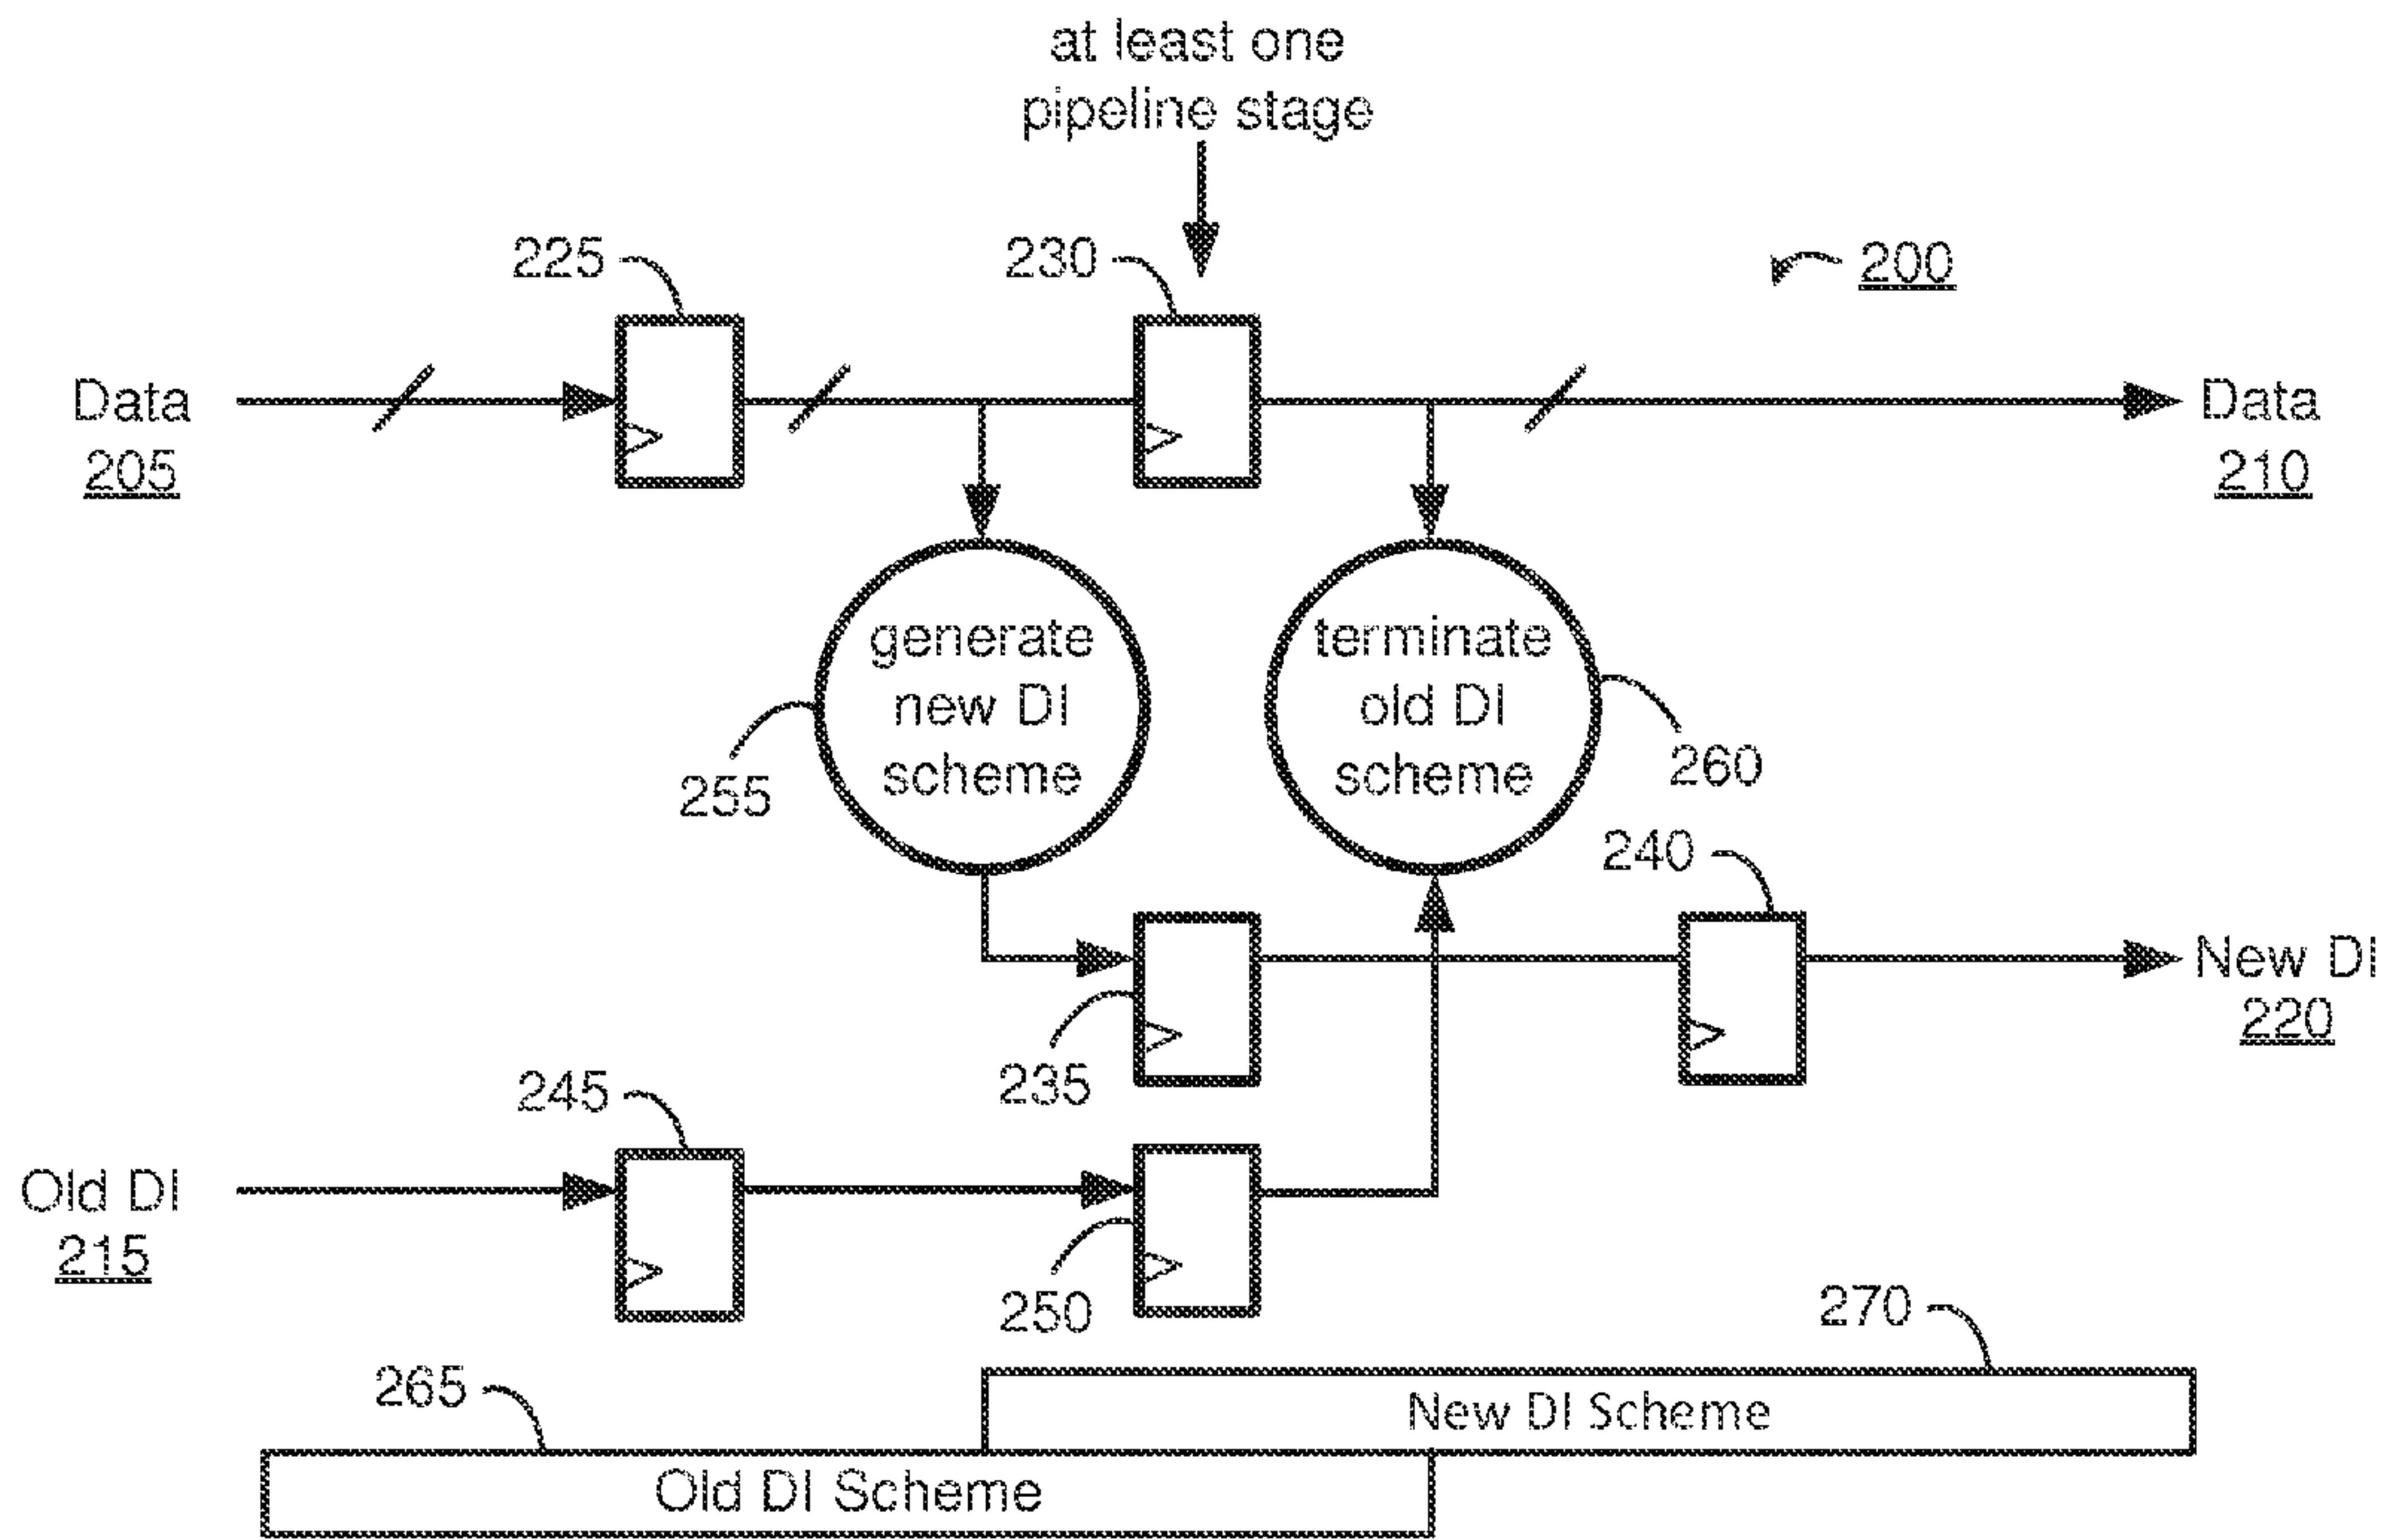 at least one
pipeline stage
225
230
200
Data
205
Data
210
generate
new DI
scheme
terminate
old DI
scheme
255
260
240
New DI
220
235
245
Old DI
215
250
270
265
New DI Scheme
Old DI Scheme